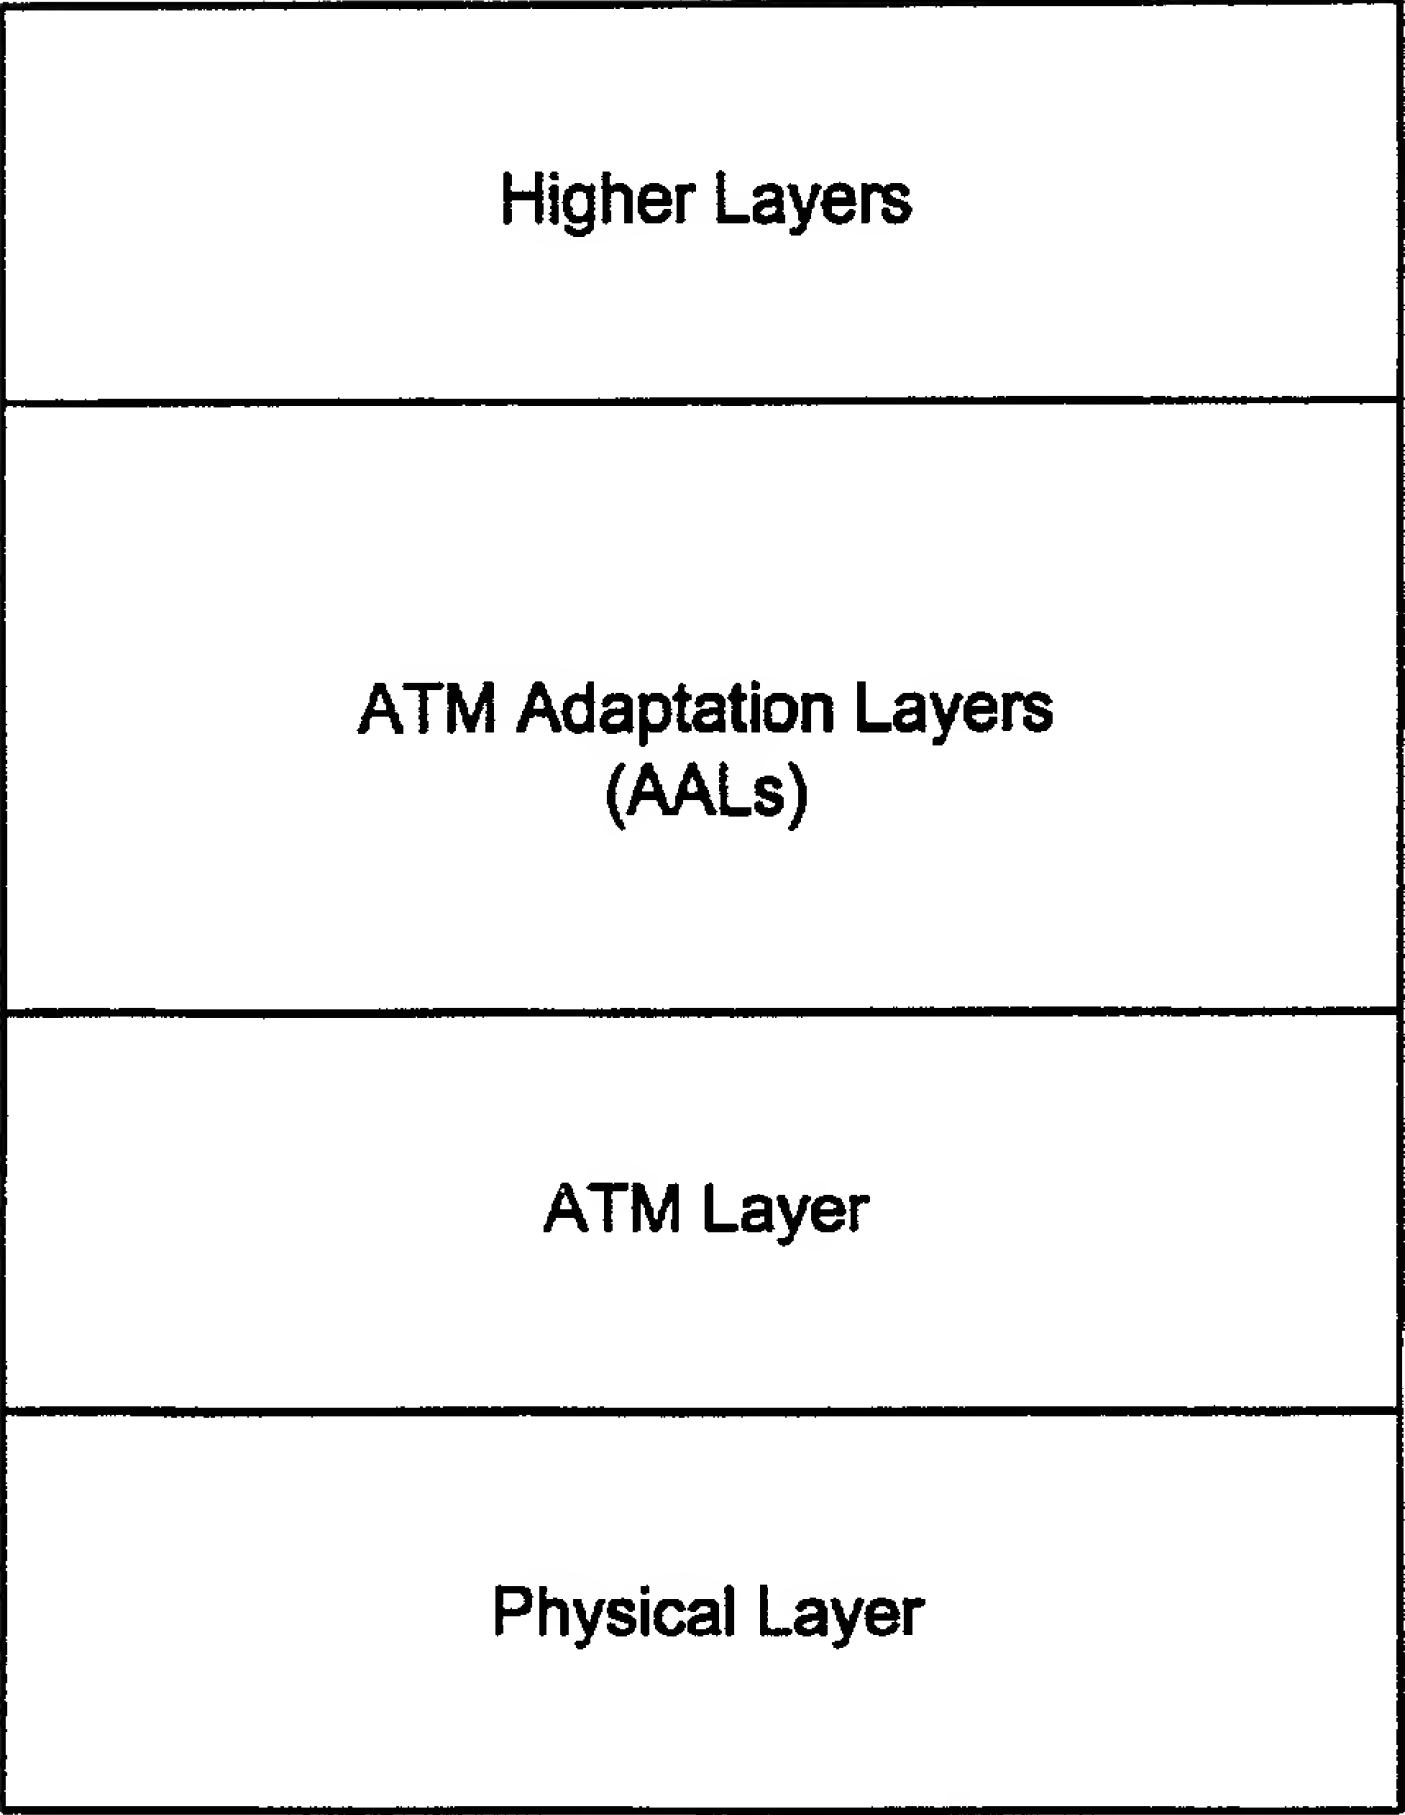 Higher Layers
ATM Adaptation Layers
(AALs)
ATM Layer
Physical Layer